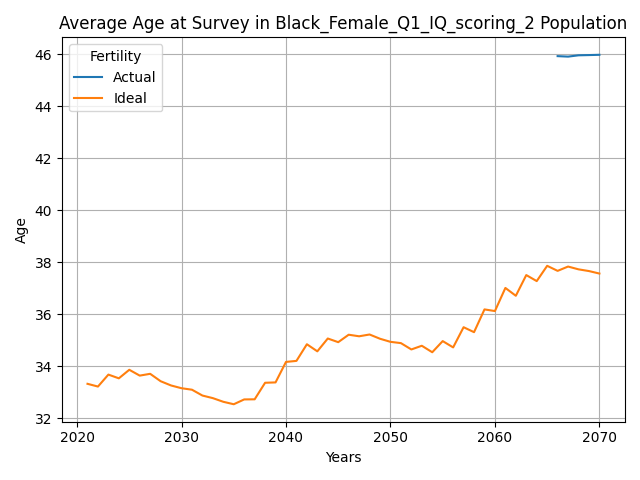 Average Age at Survey in Black_Female_Q1_IQ_scoring_2 Population
Fertility
Actual
Ideal
Age
46
44
42
40
38
36
34
32
2020
2030
2040
2050
2060
2070
Years